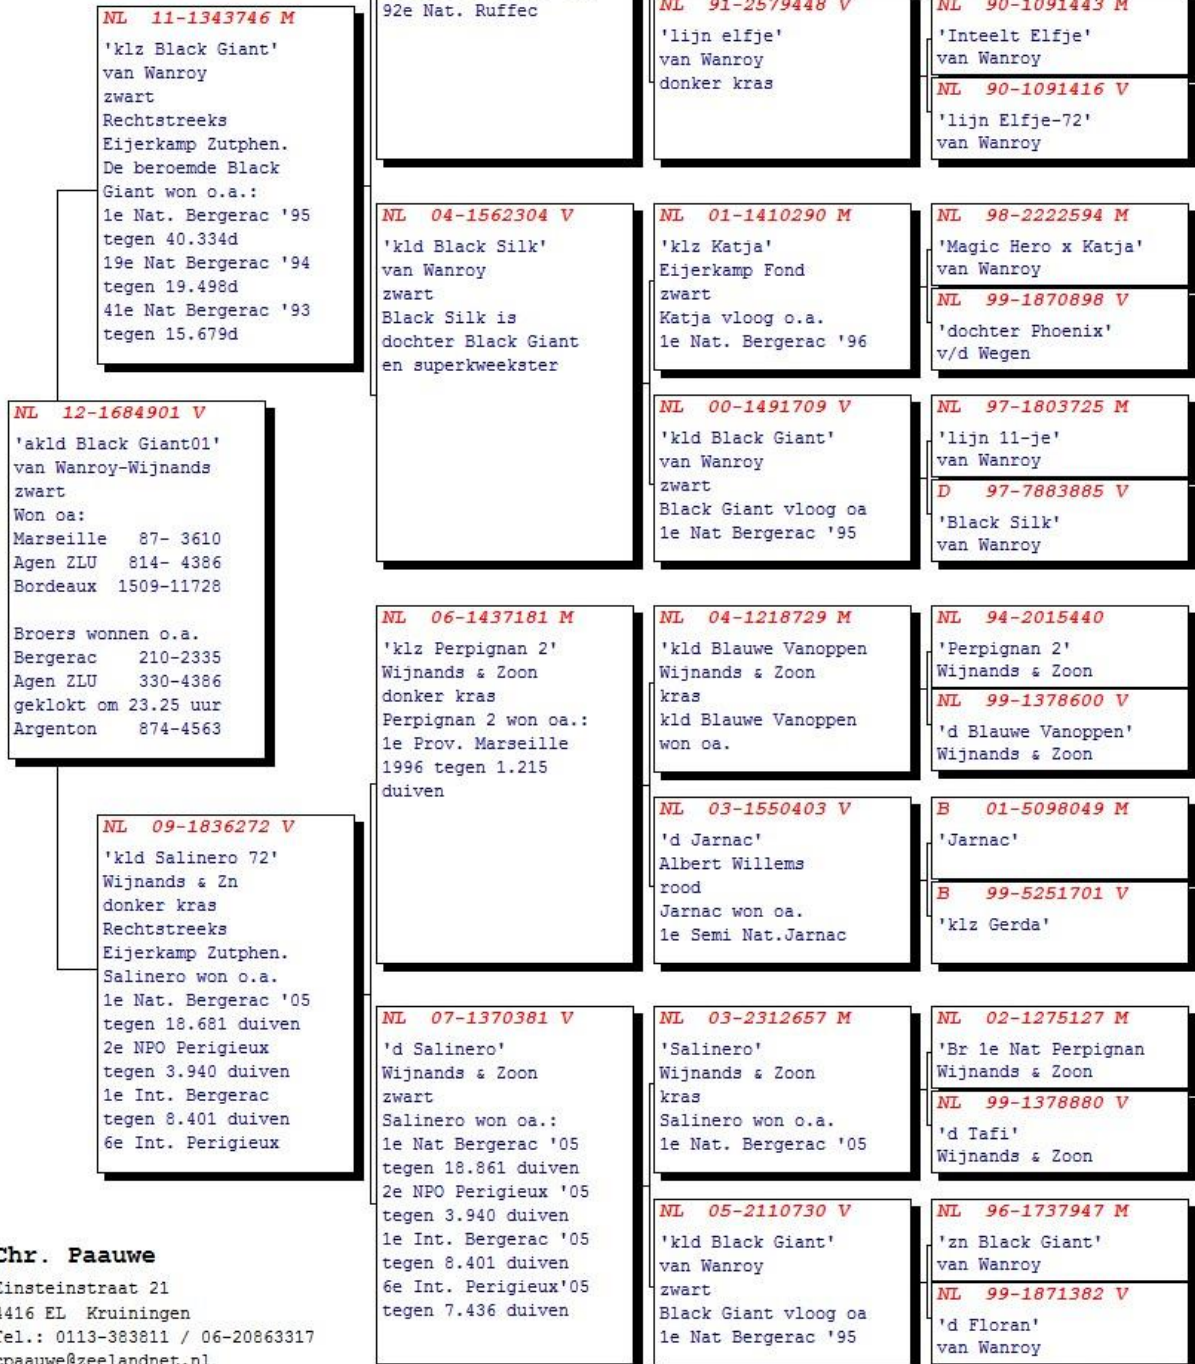 NL 11-1343746 M
'klz Black Giant'
van Wanroy
zwart
Rechtstreeks
Eijerkamp Zutphen.
De beroemde Black
Giant won o.a.:
1e Nat. Bergerac '95
tegen 40.334d
19e Nat Bergerac '94
tegen 19.498d
41e Nat Bergerac '93
tegen 15.679d
NL 12-1684901 V
'akld Black Giant01'
van Wanroy-Wijnands
zwart
Won oa:
Marseille 87- 3610
Agen ZLU 814- 4386
Bordeaux 1509-11728
Broers wonnen o.a.
Bergerac 210-2335
Agen ZLU 330-4386
geklokt om 23.25 uur
Argenton 874-4563
NL 09-1836272 V
'kld Salinero 72'
Wijnands & Zn
donker kras
Rechtstreeks
Eijerkamp Zutphen.
Salinero won o.a.
1e Nat. Bergerac '05
tegen 18.681 duiven
2e NPO Perigieux
tegen 3.940 duiven
1e Int. Bergerac
tegen 8.401 duiven
6e Int. Perigieux
Chr. Paauwe
Einsteinstraat 21
4416 EL Kruiningen
Tel.: 0113-383811 / 06-20863317
cpaauwe@zeelandnet.nl
92e Nat. Ruffec
NL 04-1562304 V
'kld Black Silk'
van Wanroy
zwart
Black Silk is
dochter Black Giant
en superkweekster
NL 06-1437181 M
'klz Perpignan 2'
Wijnands & Zoon
donker kras
Perpignan 2 won oa.:
1e Prov. Marseille
1996 tegen 1.215
duiven
NL 07-1370381 V
'd Salinero'
Wijnands & Zoon
zwart
Salinero won oa.:
1e Nat Bergerac '05
tegen 18.861 duiven
2e NPO Perigieux '05
tegen 3.940 duiven
1e Int. Bergerac '05
tegen 8.401 duiven
6e Int. Perigieux'05
tegen 7.436 duiven
NL 91-2579448 V
'lijn elfje'
van Wanroy
donker kras
NL 01-1410290 M
'klz Katja'
Eijerkamp Fond
zwart
Katja vloog o.a.
1e Nat. Bergerac '96
NL 00-1491709 V
'kld Black Giant'
van Wanroy
zwart
Black Giant vloog oa
1e Nat Bergerac '95
NL 04-1218729 M
'kld Blauwe Vanoppen
Wijnands & Zoon
kras
kld Blauwe Vanoppen
won oa.
NL 03-1550403 V
'd Jarnac'
Albert Willems
rood
Jarnac won oa.
1e Semi Nat.Jarnac
NL 03-2312657 M
'Salinero'
Wijnands & Zoon
kras
Salinero won o.a.
1e Nat. Bergerac '05
NL 05-2110730 V
'kld Black Giant'
van Wanroy
zwart
Black Giant vloog oa
1e Nat Bergerac '95
NL 90-1091443 M
'Inteelt Elfje'
van Wanroy
NL 90-1091416 V
'lijn Elfje-72'
van Wanroy
NL 98-2222594 M
'Magic Hero x Katja'
van Wanroy
NL 99-1870898 V
'dochter Phoenix'
v/d Wegen
NL 97-1803725 M
'lijn 11-je'
van Wanroy
D 97-7883885 V
'Black Silk'
van Wanroy
NL 94-2015440
'Perpignan 2'
Wijnands & Zoon
NL 99-1378600 V
'd Blauwe Vanoppen'
Wijnands & Zoon
B 01-5098049 M
'Jarnac'
B 99-5251701 V
'klz Gerda'
NL 02-1275127 M
'Br 1e Nat Perpignan
Wijnands & Zoon
NL 99-1378880 V
'd Tafi'
Wijnands & Zoon
NL 96-1737947 M
'zn Black Giant'
van Wanroy
NL 99-1871382 V
'd Floran'
van Wanroy